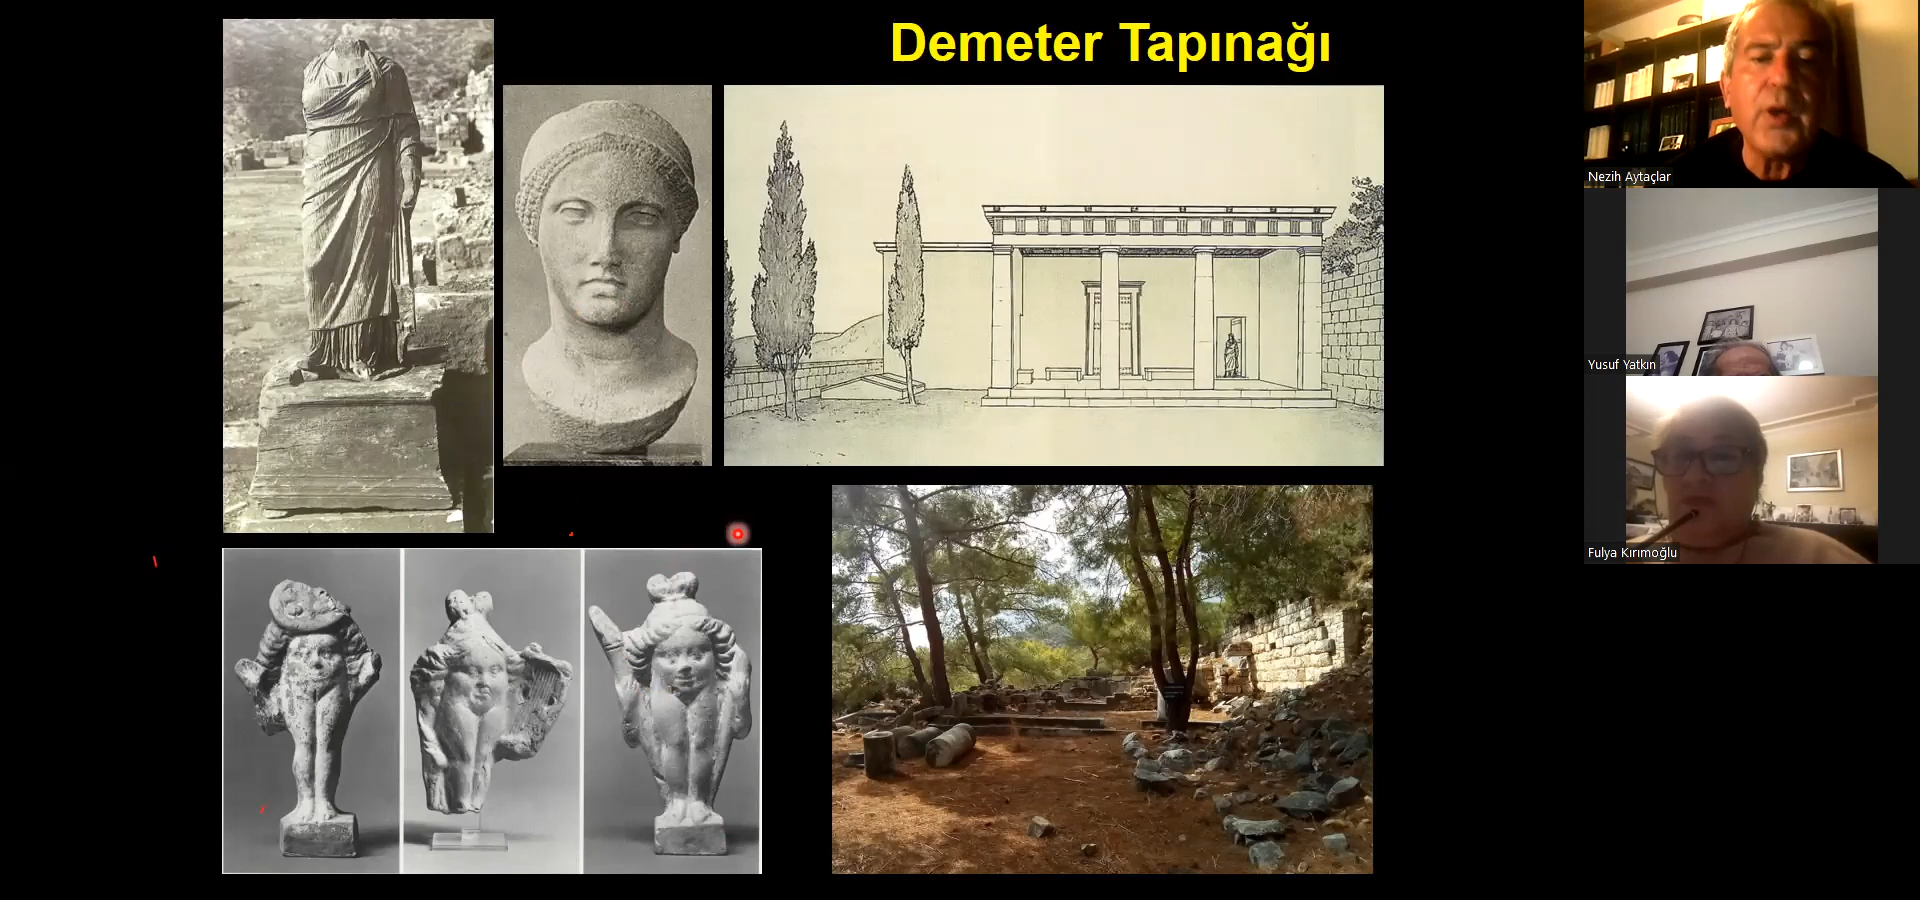 Demeter Tapınağı
Nezih Aytaçlar
Yusuf Yatkın
Fulya Kırımoğlu